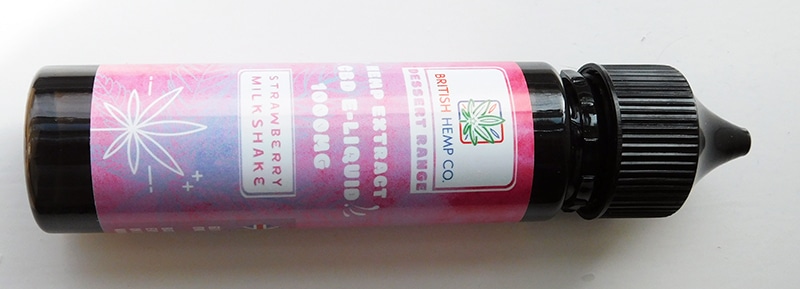 BRITISH HEMP CO.
DESSERT RANGE
HEMP EXTRACT
CBD E-LIQUID
1000MG
STRAWBERRY
MILKSHAKE